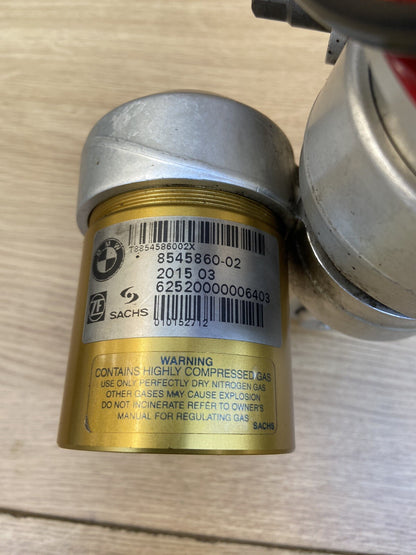 BMW
T8854586002X
8545860-02
2015 03
62520000006403
ZF
SACHS
010152712
WARNING
CONTAINS HIGHLY COMPRESSED GAS
USE ONLY PERFECTLY DRY NITROGEN GAS
OTHER GASES MAY CAUSE EXPLOSION
DO NOT INCINERATE REFER TO OWNER'S
MANUAL FOR REGULATING GAS
SACHS